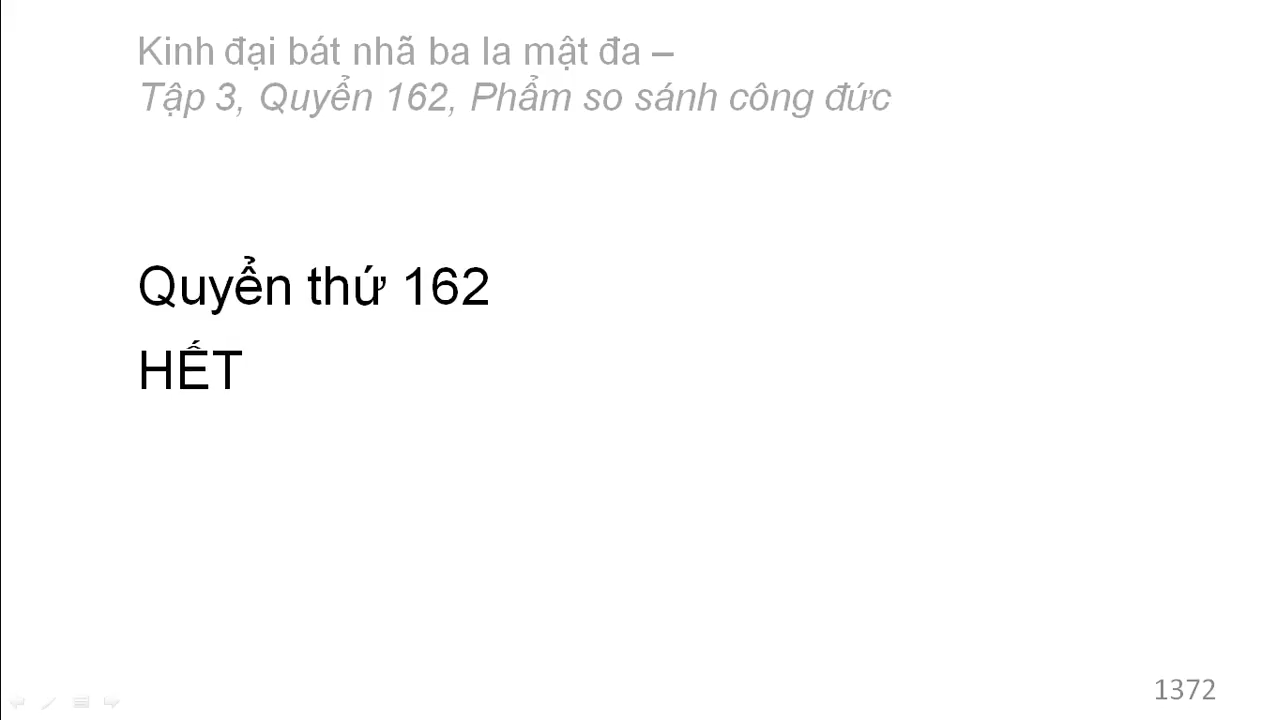 Kinh đại bát nhã ba la mật đa –
Tập 3, Quyển 162, Phẩm so sánh công đức
Quyển thứ 162
HẾT
1372